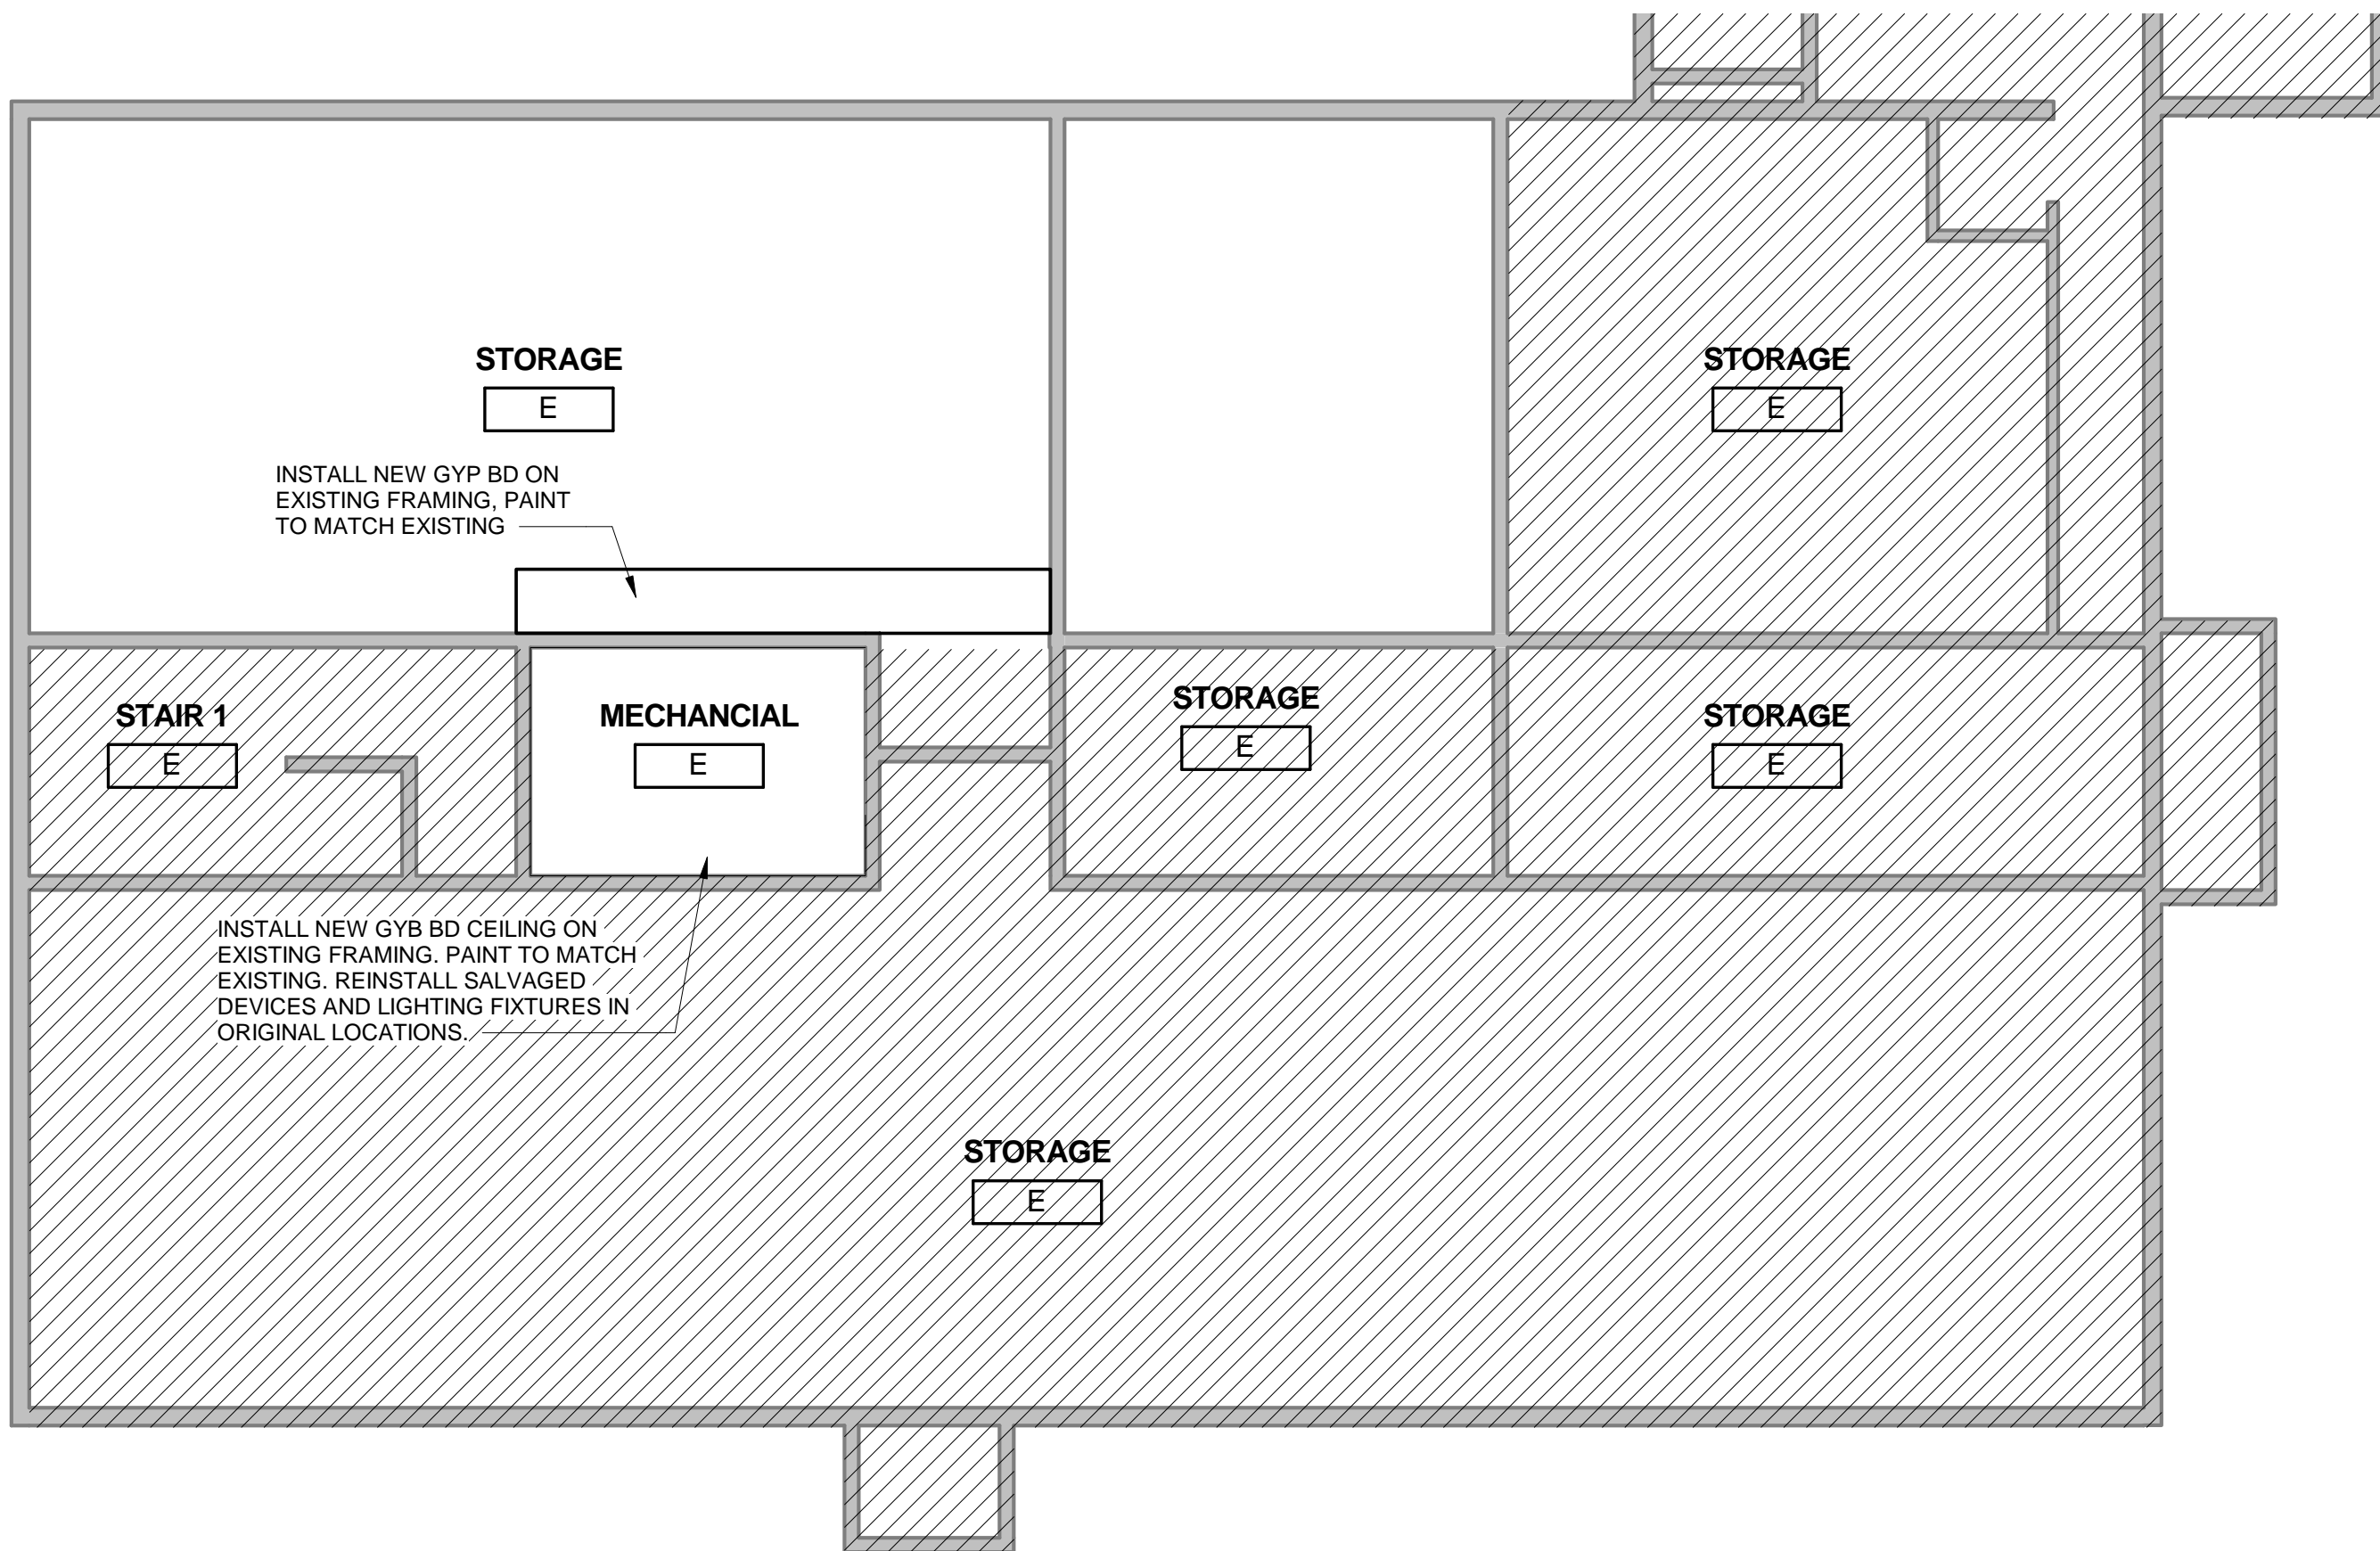 STORAGE
E
STORAGE
E
INSTALL NEW GYP BD ON
EXISTING FRAMING, PAINT
TO MATCH EXISTING
STAIR 1
E
MECHANCIAL
E
STORAGE
E
STORAGE
E
INSTALL NEW GYB BD CEILING ON
EXISTING FRAMING. PAINT TO MATCH
EXISTING. REINSTALL SALVAGED
DEVICES AND LIGHTING FIXTURES IN
ORIGINAL LOCATIONS.
STORAGE
E